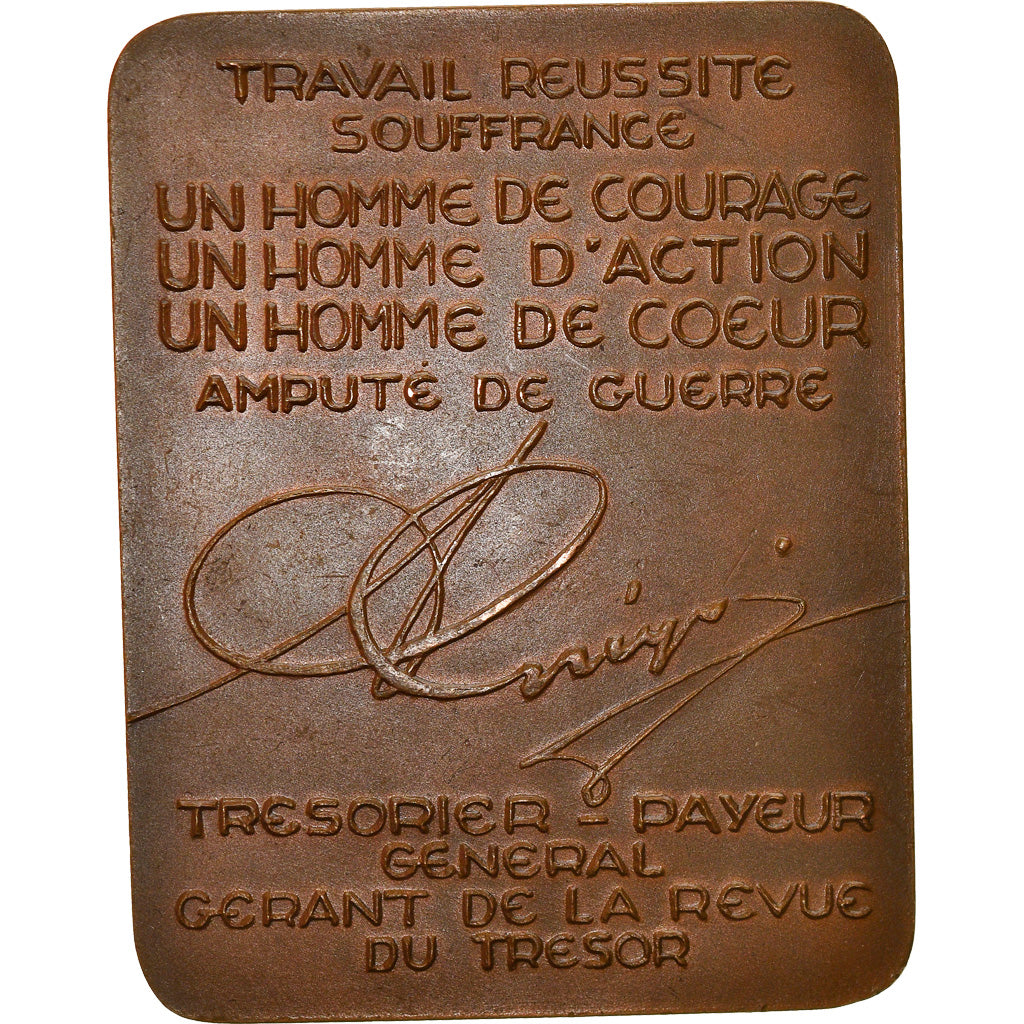 TRAVAIL REUSSITE
SOUFFRANCE
UN HOMME DE COURAGE
UN HOMME D'ACTION
UN HOMME DE COEUR
AMPUTÉ DE GUERRE
TRESORIER - PAYEUR
GENERAL
GERANT DE LA REVUE
DU TRESOR